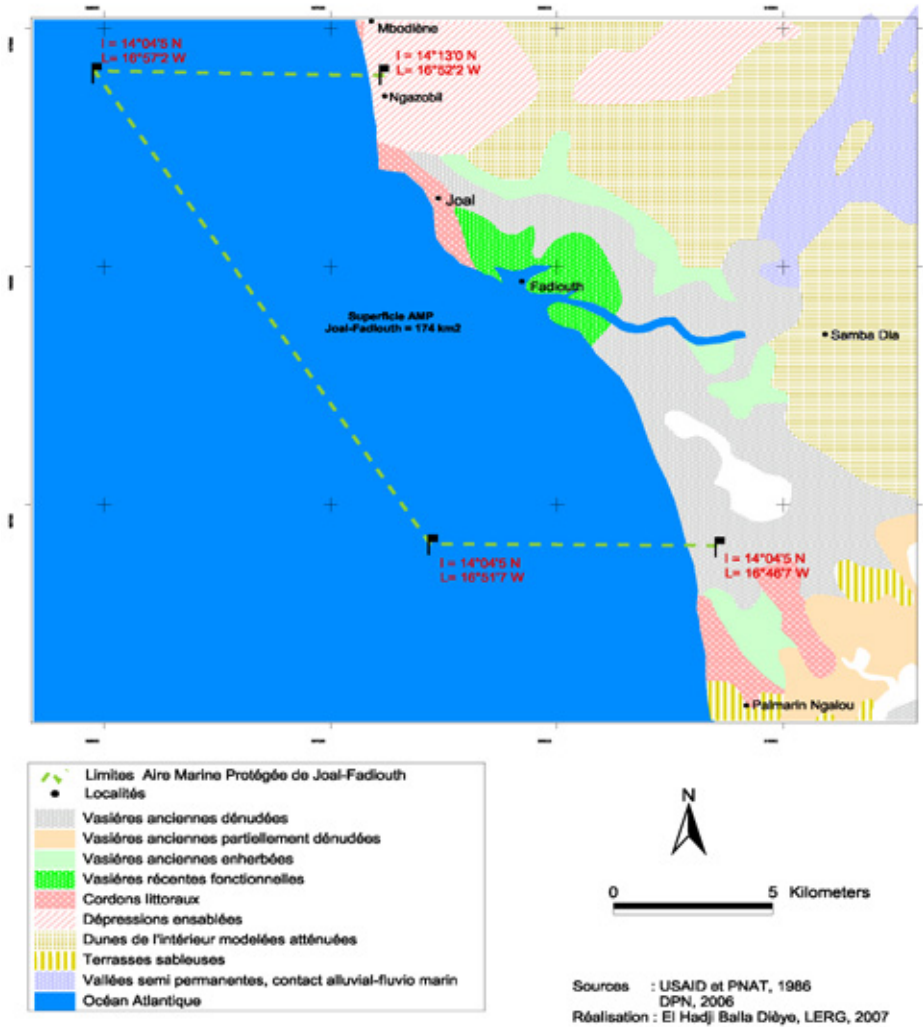 Mbodiène
l = 14°04'5 N
L= 16°57'2 W
l = 14°13'0 N
L= 16°52'2 W
Ngazobil
Joal
Fadiouth
Superficie AMP
Joal-Fadiouth = 174 km2
Samba Dia
l = 14°04'5 N
L= 16°51'7 W
l = 14°04'5 N
L= 16°46'7 W
Palmarin Ngalou
Limites Aire Marine Protégée de Joal-Fadiouth
Localités
Vasiéres anciennes dénudées
Vasiéres anciennes partiellement dénudées
Vasiéres anciennes enherbées
Vasiéres récentes fonctionnelles
Cordons littoraux
Dépressions ensablées
Dunes de l'intérieur modelées atténuées
Terrasses sableuses
Vallées semi permanentes, contact alluvial-fluvio marin
Océan Atlantique
N
0 5 Kilometers
Sources : USAID et PNAT, 1986
DPN, 2006
Réalisation : El Hadji Balla Dièye, LERG, 2007